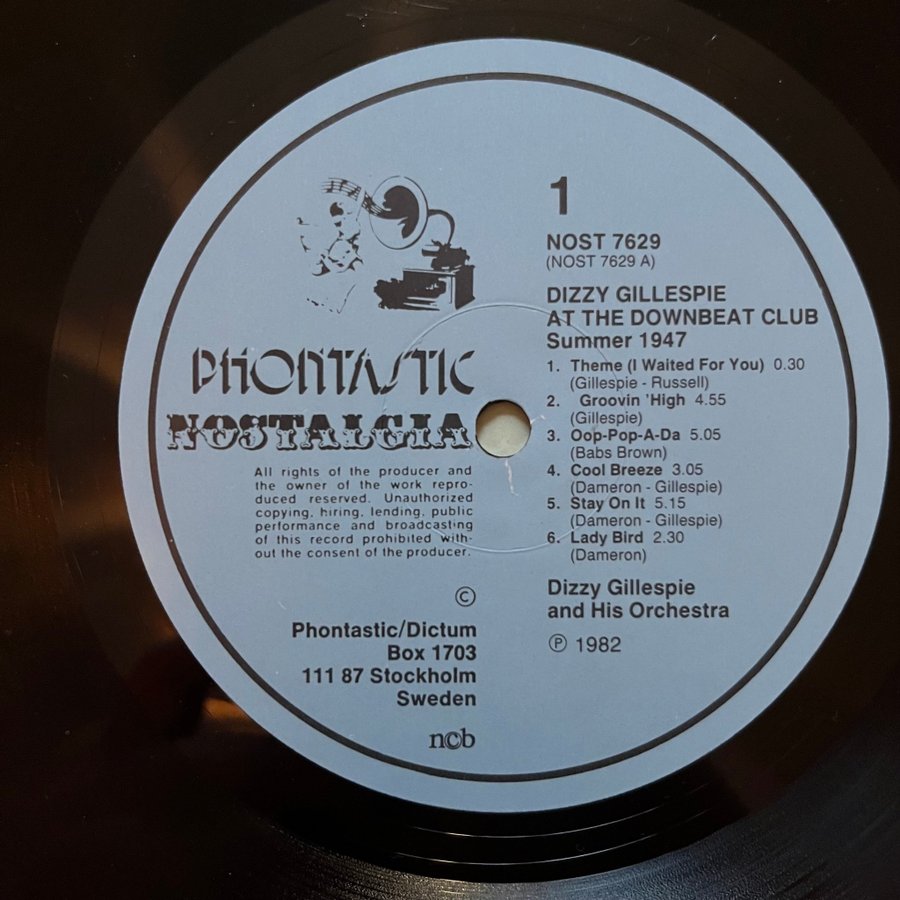 PHONTASTIC
NOSTALGIA
All rights of the producer and
the owner of the work repro-
duced reserved. Unauthorized
copying, hiring, lending, public
performance and broadcasting
of this record prohibited with-
out the consent of the producer.
©
Phontastic/Dictum
Box 1703
111 87 Stockholm
Sweden
ncb
1
NOST 7629
(NOST 7629 A)
DIZZY GILLESPIE
AT THE DOWNBEAT CLUB
Summer 1947
1. Theme (I Waited For You) 0.30
(Gillespie - Russell)
2. Groovin 'High 4.55
(Gillespie)
3. Oop-Pop-A-Da 5.05
(Babs Brown)
4. Cool Breeze 3.05
(Dameron - Gillespie)
5. Stay On It 5.15
(Dameron - Gillespie)
6. Lady Bird 2.30
(Dameron)
Dizzy Gillespie
and His Orchestra
℗ 1982